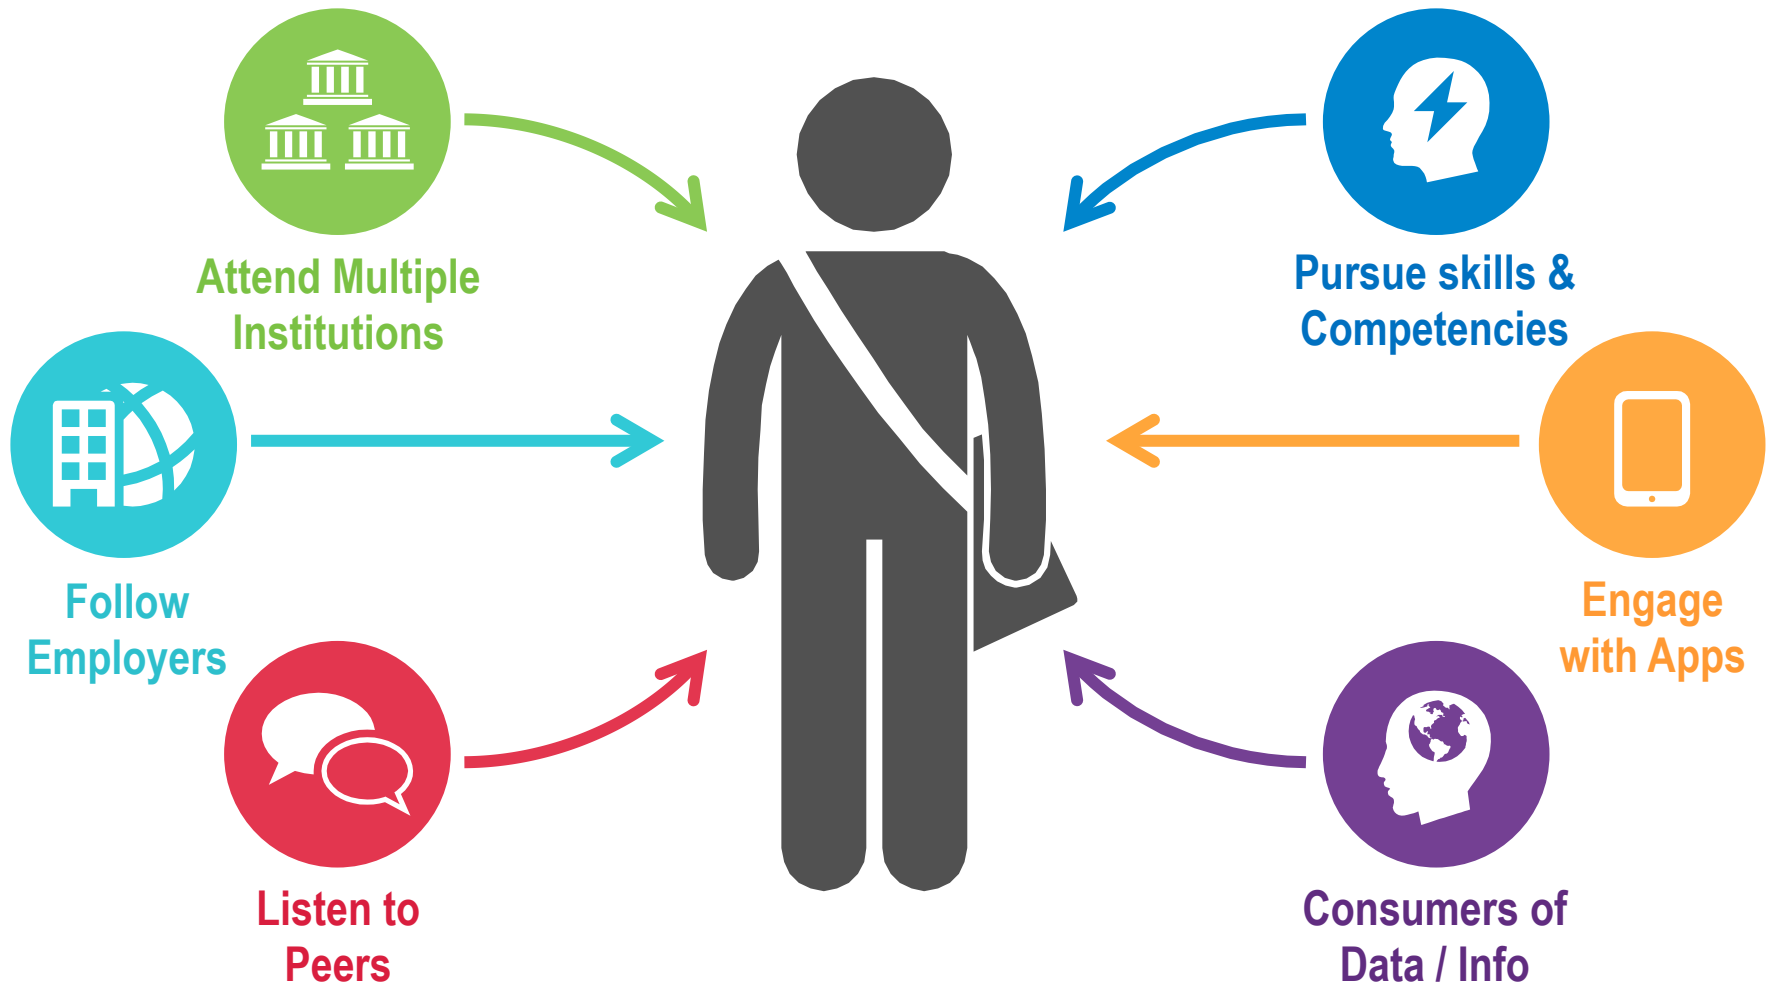 Attend Multiple
Institutions
Pursue skills &
Competencies
Follow
Employers
Engage
with Apps
Listen to
Peers
Consumers of
Data / Info